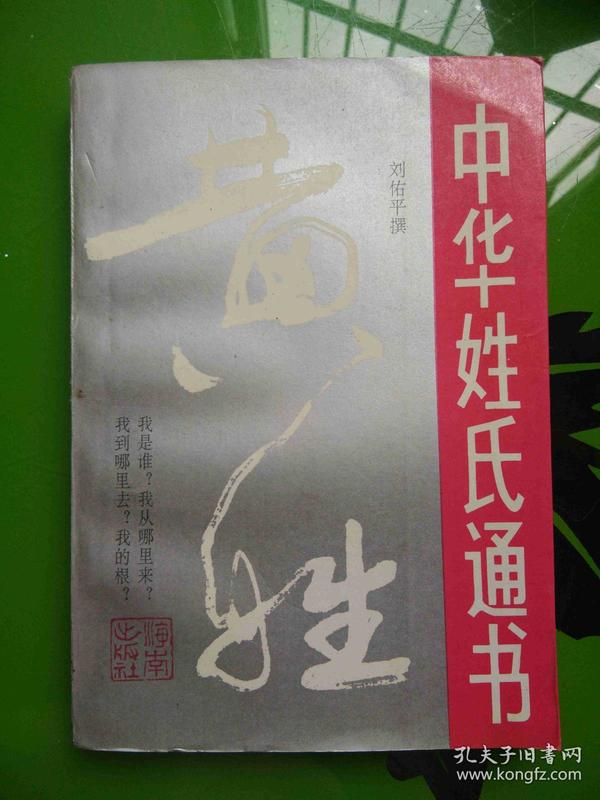 中华姓氏通书
刘佑平撰
黄姓
我是谁？我从哪里来？
我到哪里去？我的根？
海南
出版社
孔夫子旧书网
www.kongfz.com